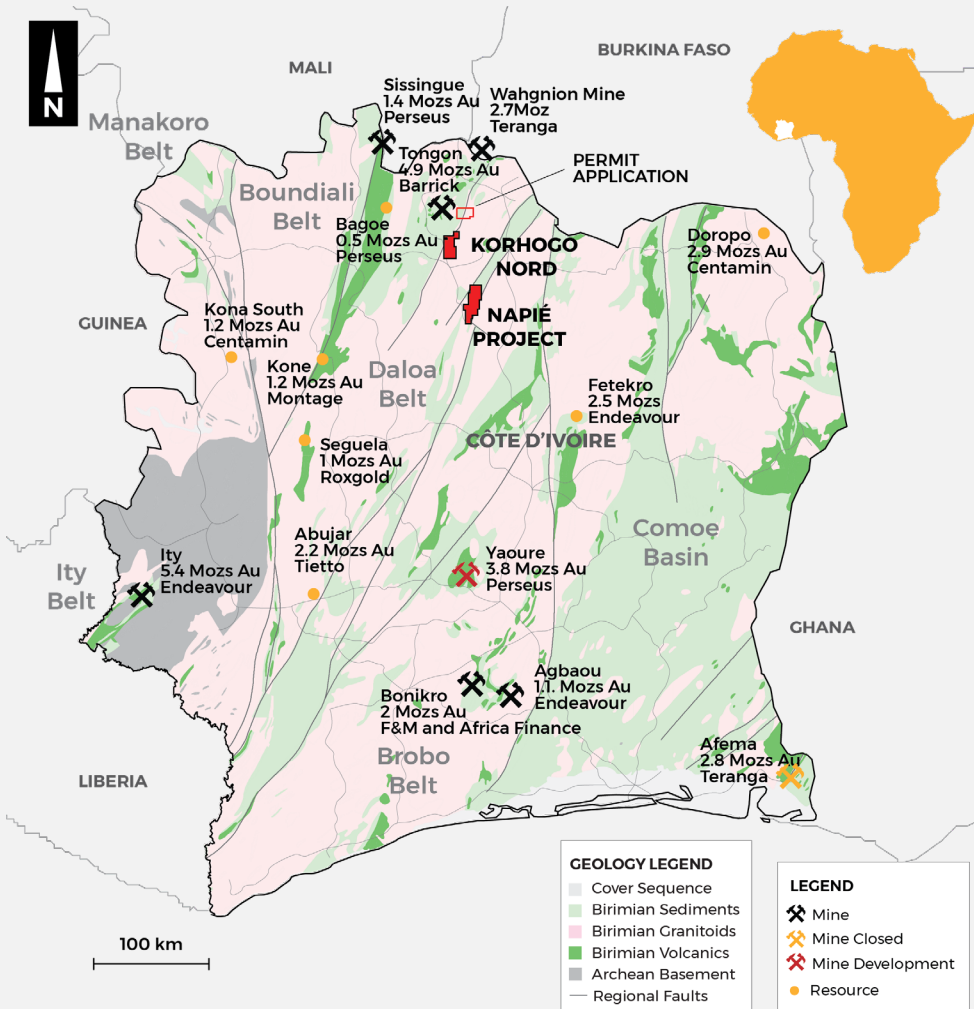 N
MALI
BURKINA FASO
Manakoro
Belt
Sissingue
1.4 Mozs Au
Perseus
Wahgnion Mine
2.7Moz
Teranga
Tongon
4.9 Mozs Au
Barrick
PERMIT
APPLICATION
Boundiali
Belt
Bagoe
0.5 Mozs Au
Perseus
KORHOGO
NORD
Doropo
2.9 Mozs Au
Centamin
GUINEA
Kona South
1.2 Mozs Au
Centamin
NAPIÉ
PROJECT
Kone
1.2 Mozs Au
Montage
Daloa
Belt
Fetekro
2.5 Mozs
Endeavour
CÔTE D'IVOIRE
Seguela
1 Mozs Au
Roxgold
Comoe
Basin
Abujar
2.2 Mozs Au
Tietto
Ity
Belt
Ity
5.4 Mozs Au
Endeavour
Yaoure
3.8 Mozs Au
Perseus
GHANA
Agbaou
1.1. Mozs Au
Endeavour
Bonikro
2 Mozs Au
F&M and Africa Finance
Brobo
Belt
Afema
2.8 Mozs Au
Teranga
LIBERIA
100 km
GEOLOGY LEGEND
Cover Sequence
Birimian Sediments
Birimian Granitoids
Birimian Volcanics
Archean Basement
Regional Faults
LEGEND
Mine
Mine Closed
Mine Development
Resource